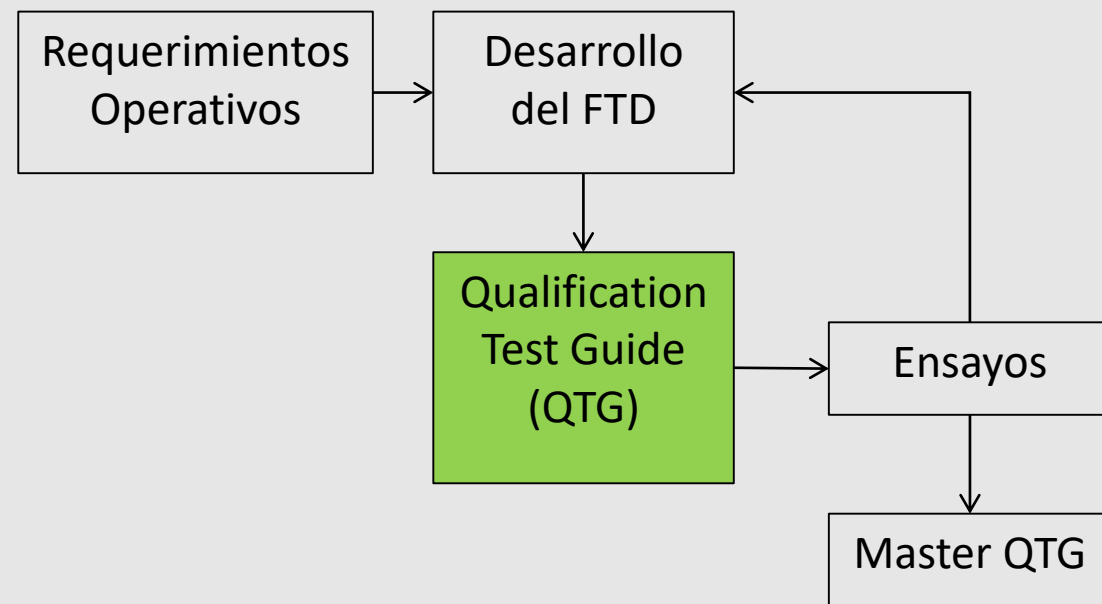 Requerimientos
Operativos
Desarrollo
del FTD
Qualification
Test Guide
(QTG)
Ensayos
Master QTG